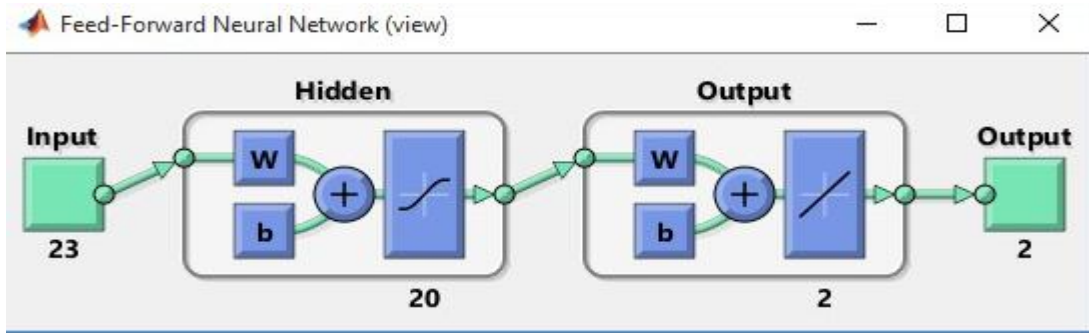 Feed-Forward Neural Network (view)
Hidden
Output
Input
Output
W
W
+
+
b
b
23
2
20
2